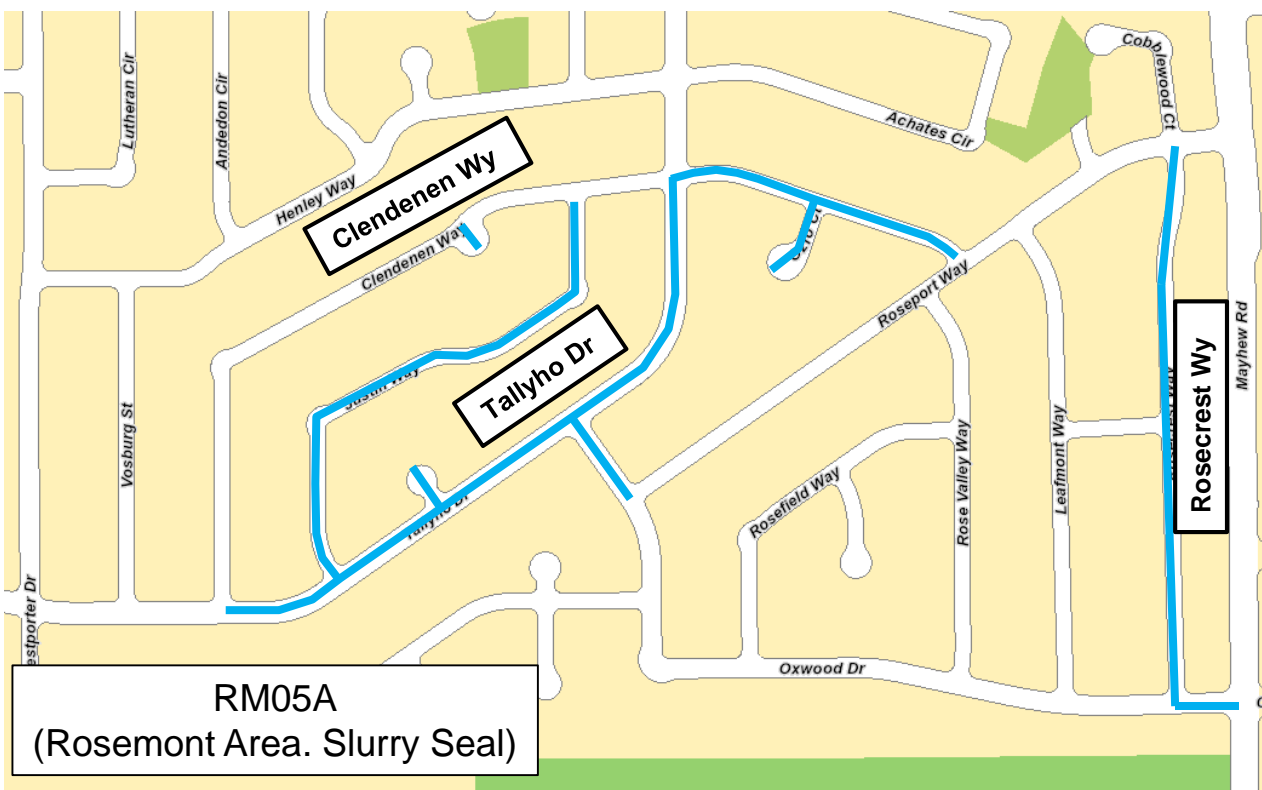 Cobblewood Ct
Lutheran Cir
Andedon Cir
Achates Cir
Henley Way
Clendenen Wy
Clendenen Way
Roseport Way
Mayhew Rd
Tallyho Dr
Rosecrest Wy
Vosburg St
Leafmont Way
Rose Valley Way
Rosefield Way
Tallyho Dr
estporter Dr
Oxwood Dr
RM05A
(Rosemont Area. Slurry Seal)